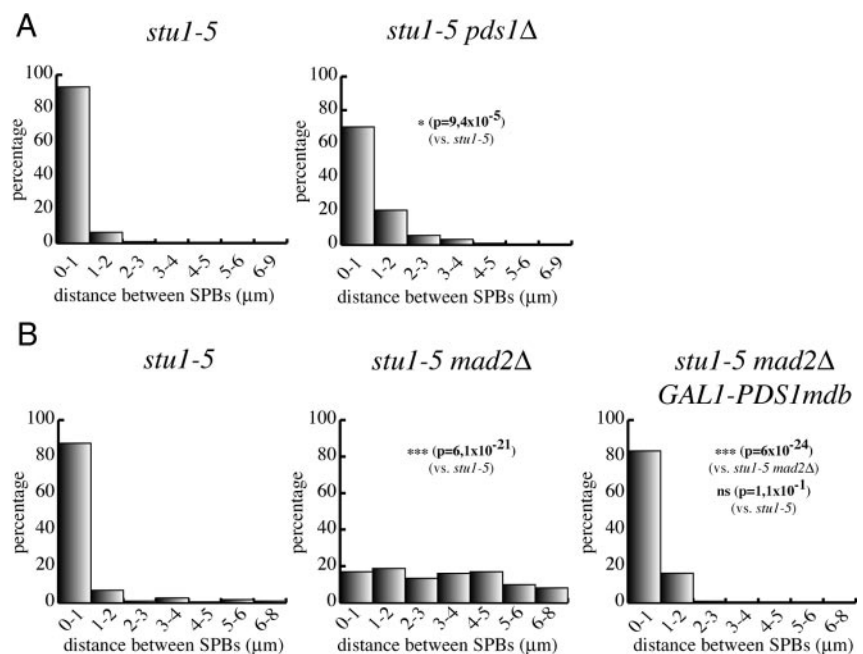 A
stu1-5
stu1-5 pds1Δ
100
80
60
40
20
0
percentage
0-1
1-2
2-3
3-4
4-5
5-6
6-9
distance between SPBs (μm)
100
80
60
40
20
0
percentage
* (p=9,4x10-5)
(vs. stu1-5)
0-1
1-2
2-3
3-4
4-5
5-6
6-9
distance between SPBs (μm)
B
stu1-5
stu1-5 mad2Δ
stu1-5 mad2Δ
GAL1-PDS1mdb
100
80
60
40
20
0
percentage
0-1
1-2
2-3
3-4
4-5
5-6
6-8
distance between SPBs (μm)
100
80
60
40
20
0
percentage
*** (p=6,1x10-21)
(vs. stu1-5)
0-1
1-2
2-3
3-4
4-5
5-6
6-8
distance between SPBs (μm)
100
80
60
40
20
0
percentage
*** (p=6x10-24)
(vs. stu1-5 mad2Δ)
ns (p=1,1x10-1)
(vs. stu1-5)
0-1
1-2
2-3
3-4
4-5
5-6
6-8
distance between SPBs (μm)